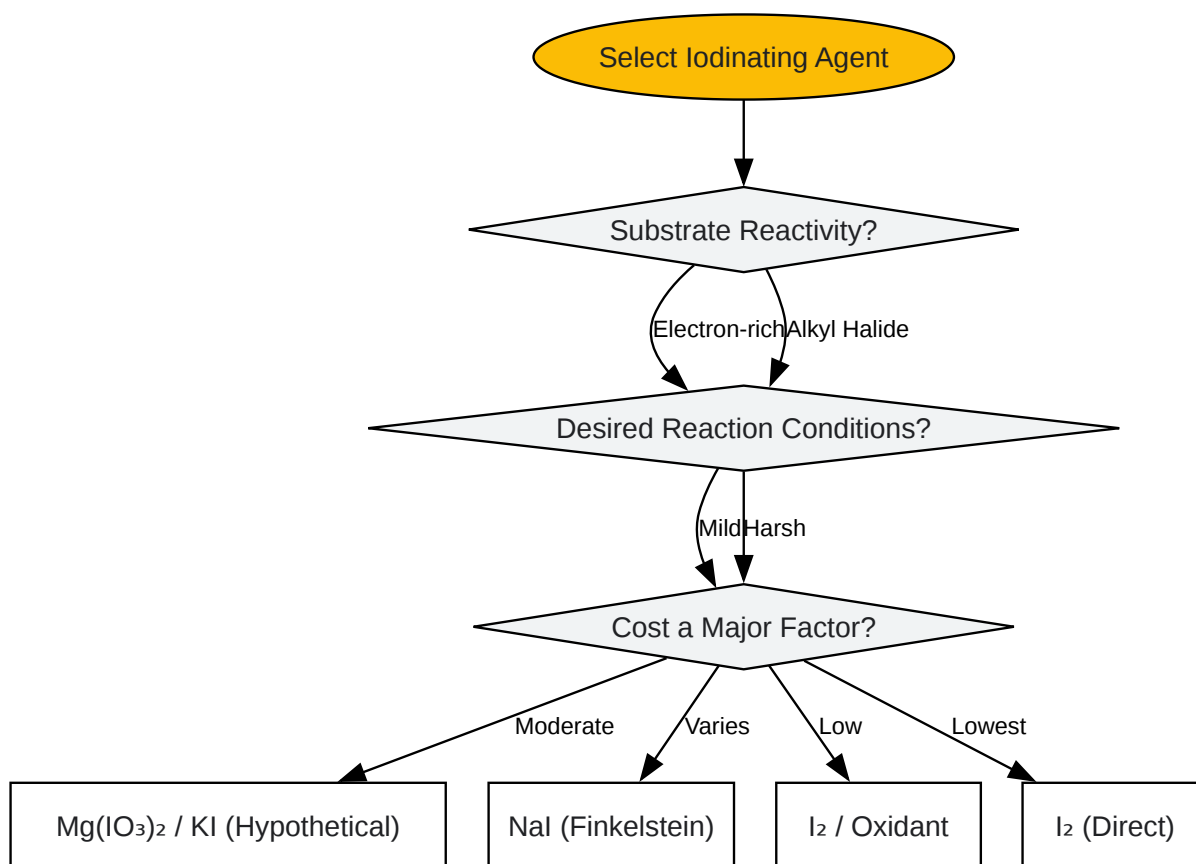 Select Iodinating Agent
Substrate Reactivity?
Electron-rich
Alkyl Halide
Desired Reaction Conditions?
Mild
Harsh
Cost a Major Factor?
Moderate
Varies
Low
Lowest
Mg(IO₃)₂ / KI (Hypothetical)
NaI (Finkelstein)
I₂ / Oxidant
I₂ (Direct)